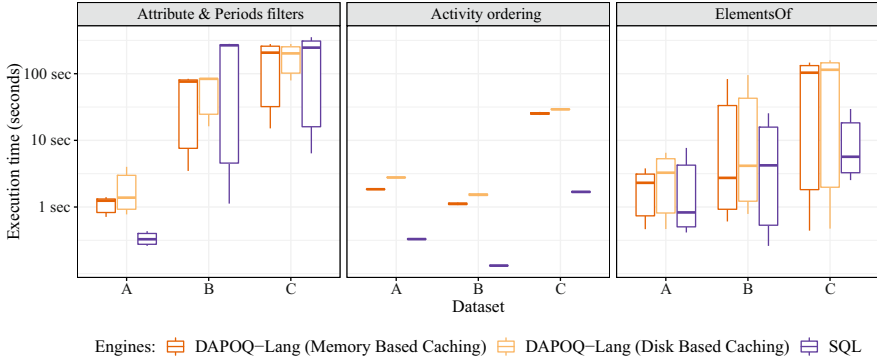 Attribute & Periods filters
Activity ordering
ElementsOf
Execution time (seconds)
100 sec
10 sec
1 sec
A B C
A B C
A B C
Dataset
Engines: DAPOQ−Lang (Memory Based Caching) DAPOQ−Lang (Disk Based Caching) SQL